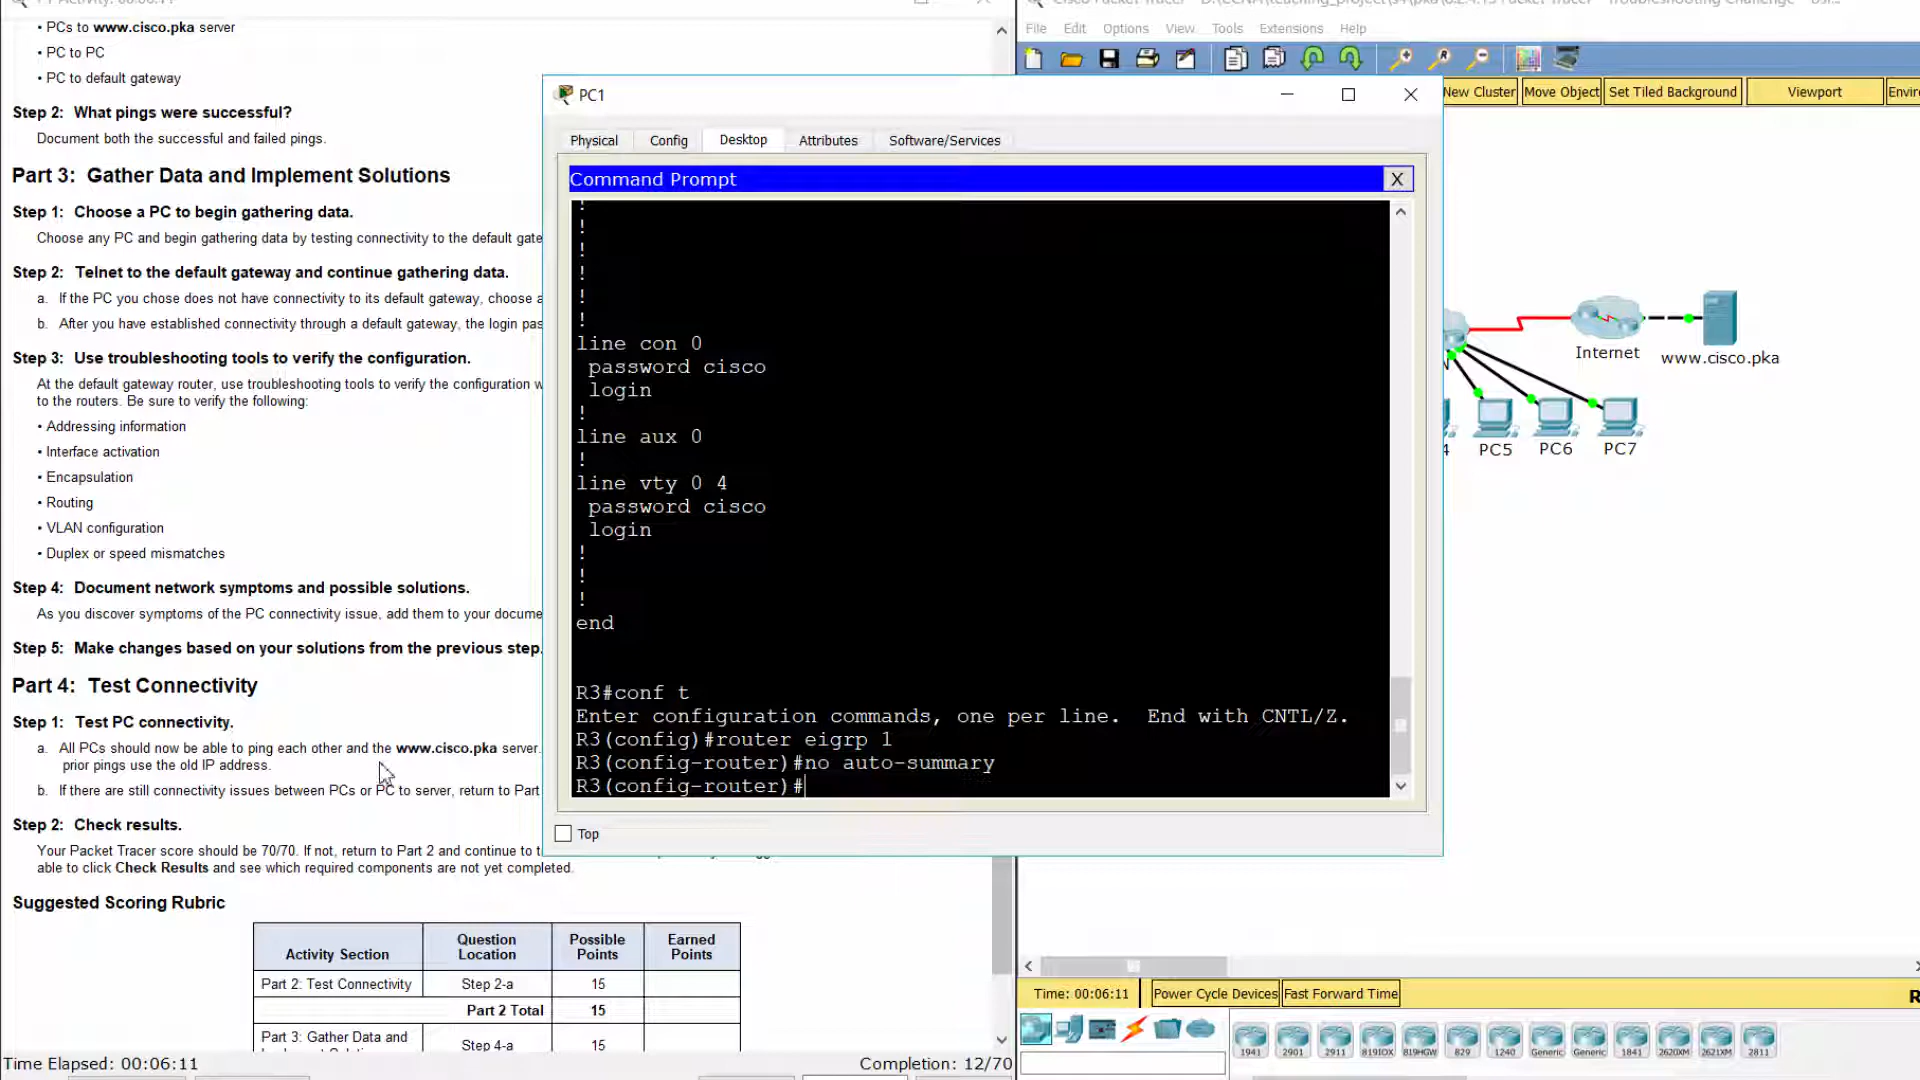 • PCs to www.cisco.pka server
• PC to PC
• PC to default gateway
Step 2: What pings were successful?
Document both the successful and failed pings.
Part 3: Gather Data and Implement Solutions
Step 1: Choose a PC to begin gathering data.
Choose any PC and begin gathering data by testing connectivity to the default gate
Step 2: Telnet to the default gateway and continue gathering data.
a. If the PC you chose does not have connectivity to its default gateway, choose a
b. After you have established connectivity through a default gateway, the login pas
Step 3: Use troubleshooting tools to verify the configuration.
At the default gateway router, use troubleshooting tools to verify the configuration w
to the routers. Be sure to verify the following:
• Addressing information
• Interface activation
• Encapsulation
• Routing
• VLAN configuration
• Duplex or speed mismatches
Step 4: Document network symptoms and possible solutions.
As you discover symptoms of the PC connectivity issue, add them to your docume
Step 5: Make changes based on your solutions from the previous step.
Part 4: Test Connectivity
Step 1: Test PC connectivity.
a. All PCs should now be able to ping each other and the www.cisco.pka server.
prior pings use the old IP address.
b. If there are still connectivity issues between PCs or PC to server, return to Part
Step 2: Check results.
Your Packet Tracer score should be 70/70. If not, return to Part 2 and continue to t
able to click Check Results and see which required components are not yet completed.
Suggested Scoring Rubric
Activity Section
Question Location
Possible Points
Earned Points
Part 2: Test Connectivity Step 2-a 15
Part 2 Total 15
Part 3: Gather Data and
Step 4-a 15
Time Elapsed: 00:06:11
Completion: 12/70
PC1
Physical Config Desktop Attributes Software/Services
Command Prompt
X
!
!
!
!
!
!
line con 0
password cisco
login
!
line aux 0
!
line vty 0 4
password cisco
login
!
!
!
end
R3#conf t
Enter configuration commands, one per line. End with CNTL/Z.
R3(config)#router eigrp 1
R3(config-router)#no auto-summary
R3(config-router)#
Top
File Edit Options View Tools Extensions Help
New Cluster Move Object Set Tiled Background Viewport Enviro
Internet
www.cisco.pka
4 PC5 PC6 PC7
Time: 00:06:11 Power Cycle Devices Fast Forward Time
R
1941 2901 2911 819IOX 819HGW 829 1240 Generic Generic 1841 2620XM 2621XM 2811